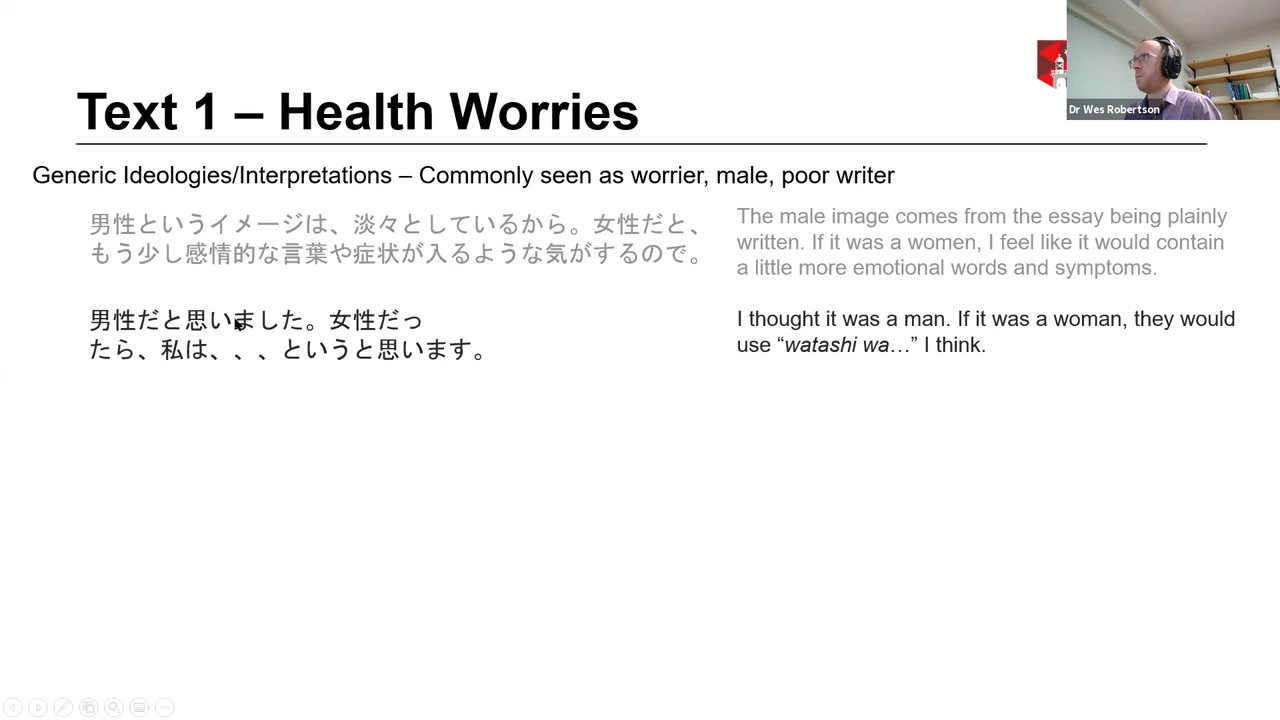 Dr Wes Robertson
Text 1 – Health Worries
Generic Ideologies/Interpretations – Commonly seen as worrier, male, poor writer
男性というイメージは、淡々としているから。女性だと、
もう少し感情的な言葉や症状が入るような気がするので。
The male image comes from the essay being plainly
written. If it was a women, I feel like it would contain
a little more emotional words and symptoms.
男性だと思いました。女性だっ
たら、私は、、、というと思います。
I thought it was a man. If it was a woman, they would
use “watashi wa…” I think.